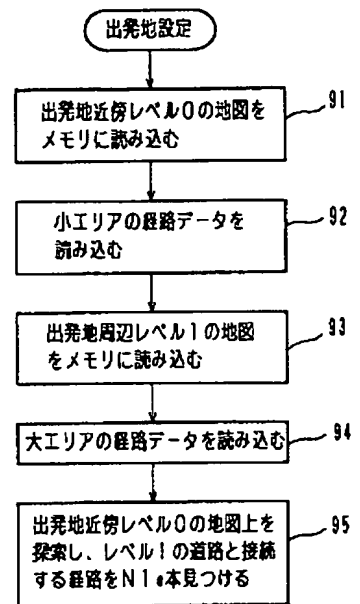 出発地設定
91
出発地近傍レベル0の地図を
メモリに読み込む
92
小エリアの経路データを
読み込む
93
出発地周辺レベル1の地図
をメモリに読み込む
94
大エリアの経路データを読み込む
95
出発地近傍レベル0の地図上を
探索し、レベル1の道路と接続
する経路をN1s本見つける